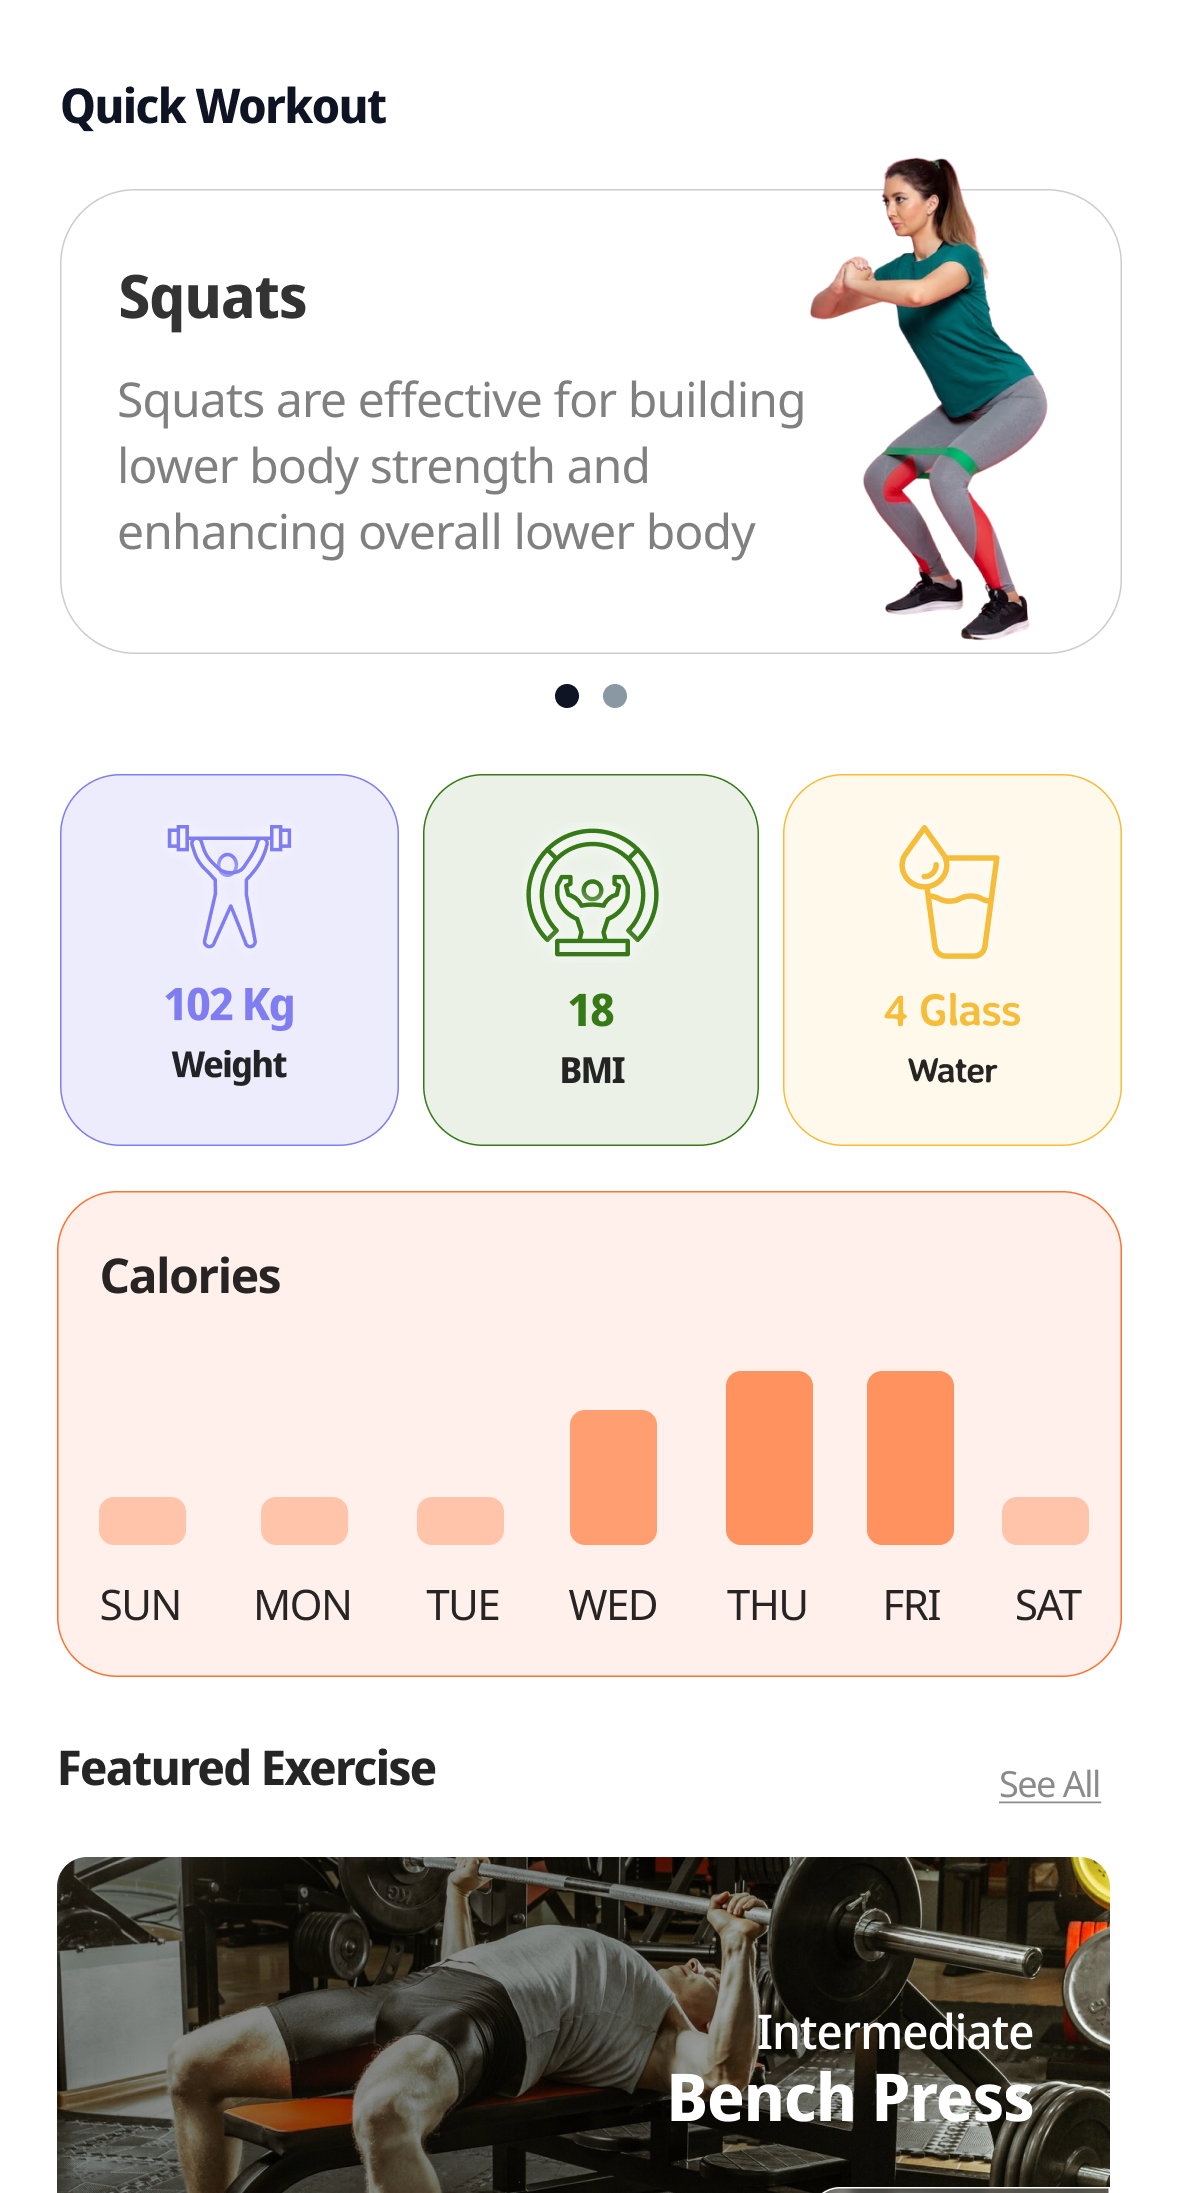 Quick Workout
Squats
Squats are effective for building
lower body strength and
enhancing overall lower body
102 Kg
Weight
18
BMI
4 Glass
Water
Calories
SUN MON TUE WED THU FRI SAT
Featured Exercise
See All
Intermediate
Bench Press